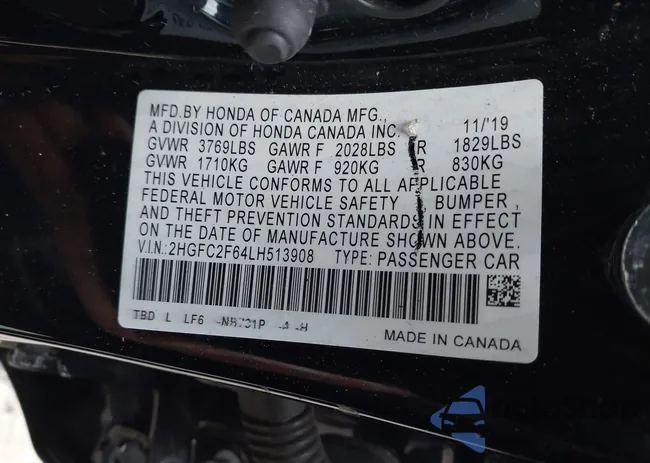 MFD.BY HONDA OF CANADA MFG.,
A DIVISION OF HONDA CANADA INC. 11/'19
GVWR 3769LBS GAWR F 2028LBS R 1829LBS
GVWR 1710KG GAWR F 920KG R 830KG
THIS VEHICLE CONFORMS TO ALL APPLICABLE
FEDERAL MOTOR VEHICLE SAFETY, BUMPER,
AND THEFT PREVENTION STANDARDS IN EFFECT
ON THE DATE OF MANUFACTURE SHOWN ABOVE.
V.I.N.:2HGFC2F64LH513908 TYPE: PASSENGER CAR
TBD L LF6
MADE IN CANADA